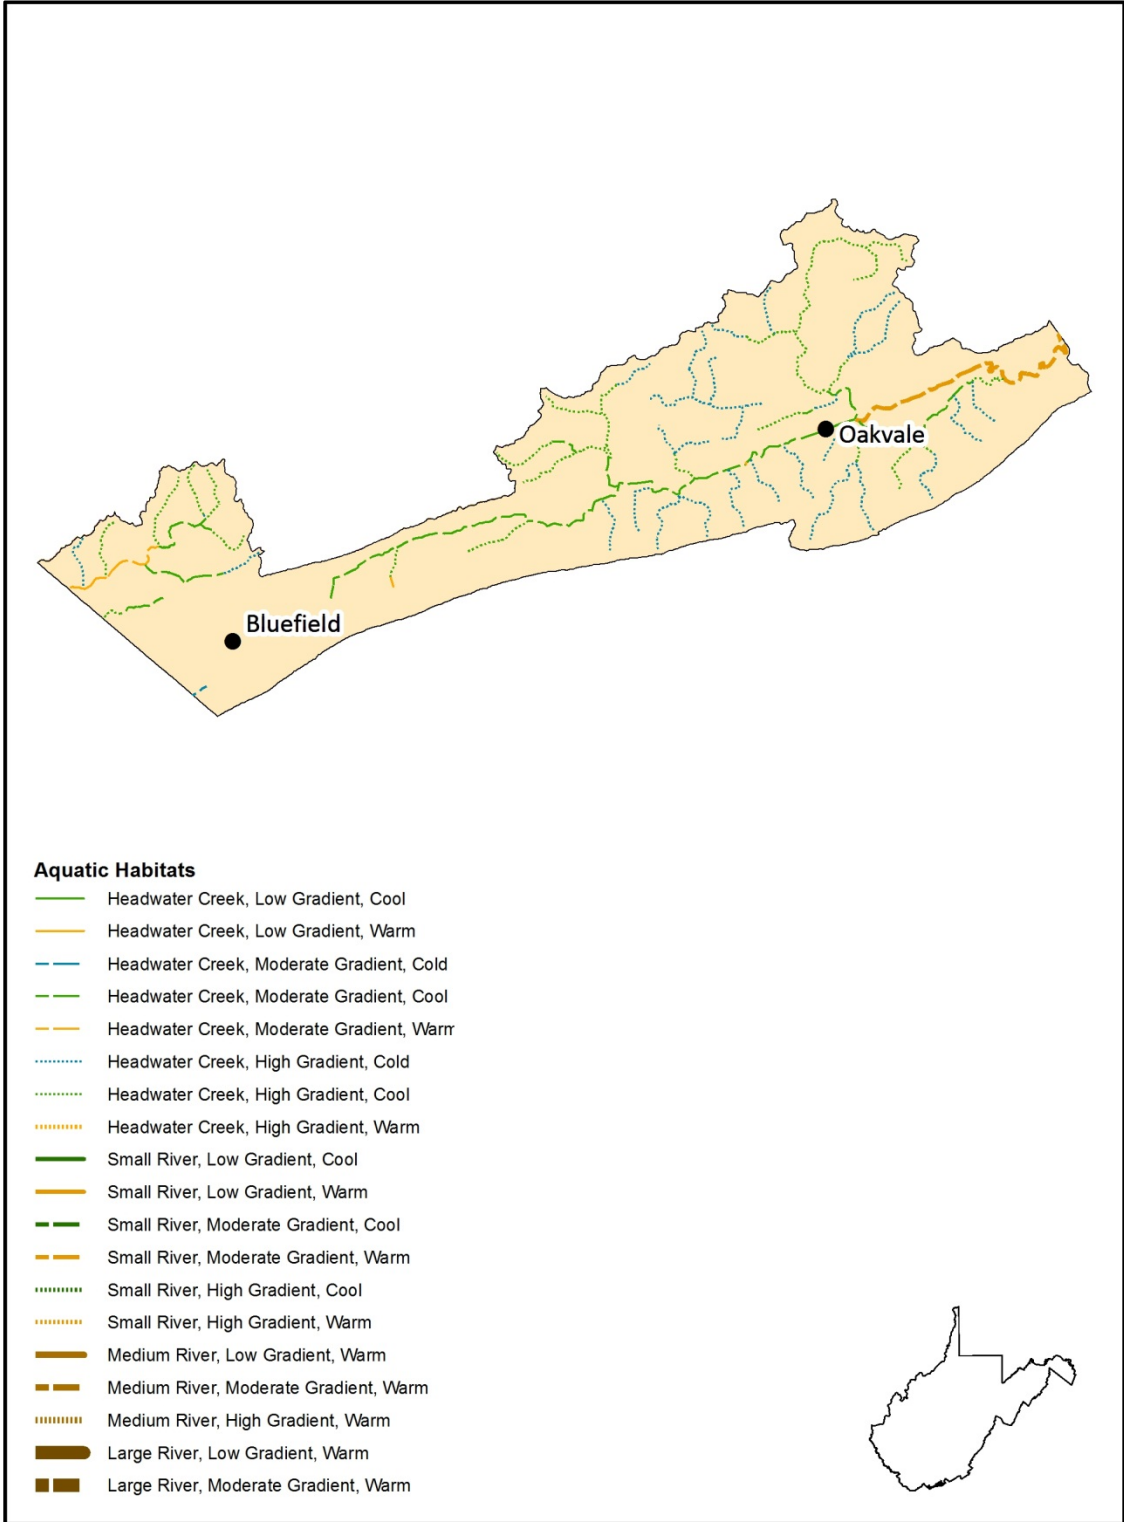 Oakvale
Bluefield
Aquatic Habitats
Headwater Creek, Low Gradient, Cool
Headwater Creek, Low Gradient, Warm
Headwater Creek, Moderate Gradient, Cold
Headwater Creek, Moderate Gradient, Cool
Headwater Creek, Moderate Gradient, Warm
Headwater Creek, High Gradient, Cold
Headwater Creek, High Gradient, Cool
Headwater Creek, High Gradient, Warm
Small River, Low Gradient, Cool
Small River, Low Gradient, Warm
Small River, Moderate Gradient, Cool
Small River, Moderate Gradient, Warm
Small River, High Gradient, Cool
Small River, High Gradient, Warm
Medium River, Low Gradient, Warm
Medium River, Moderate Gradient, Warm
Medium River, High Gradient, Warm
Large River, Low Gradient, Warm
Large River, Moderate Gradient, Warm